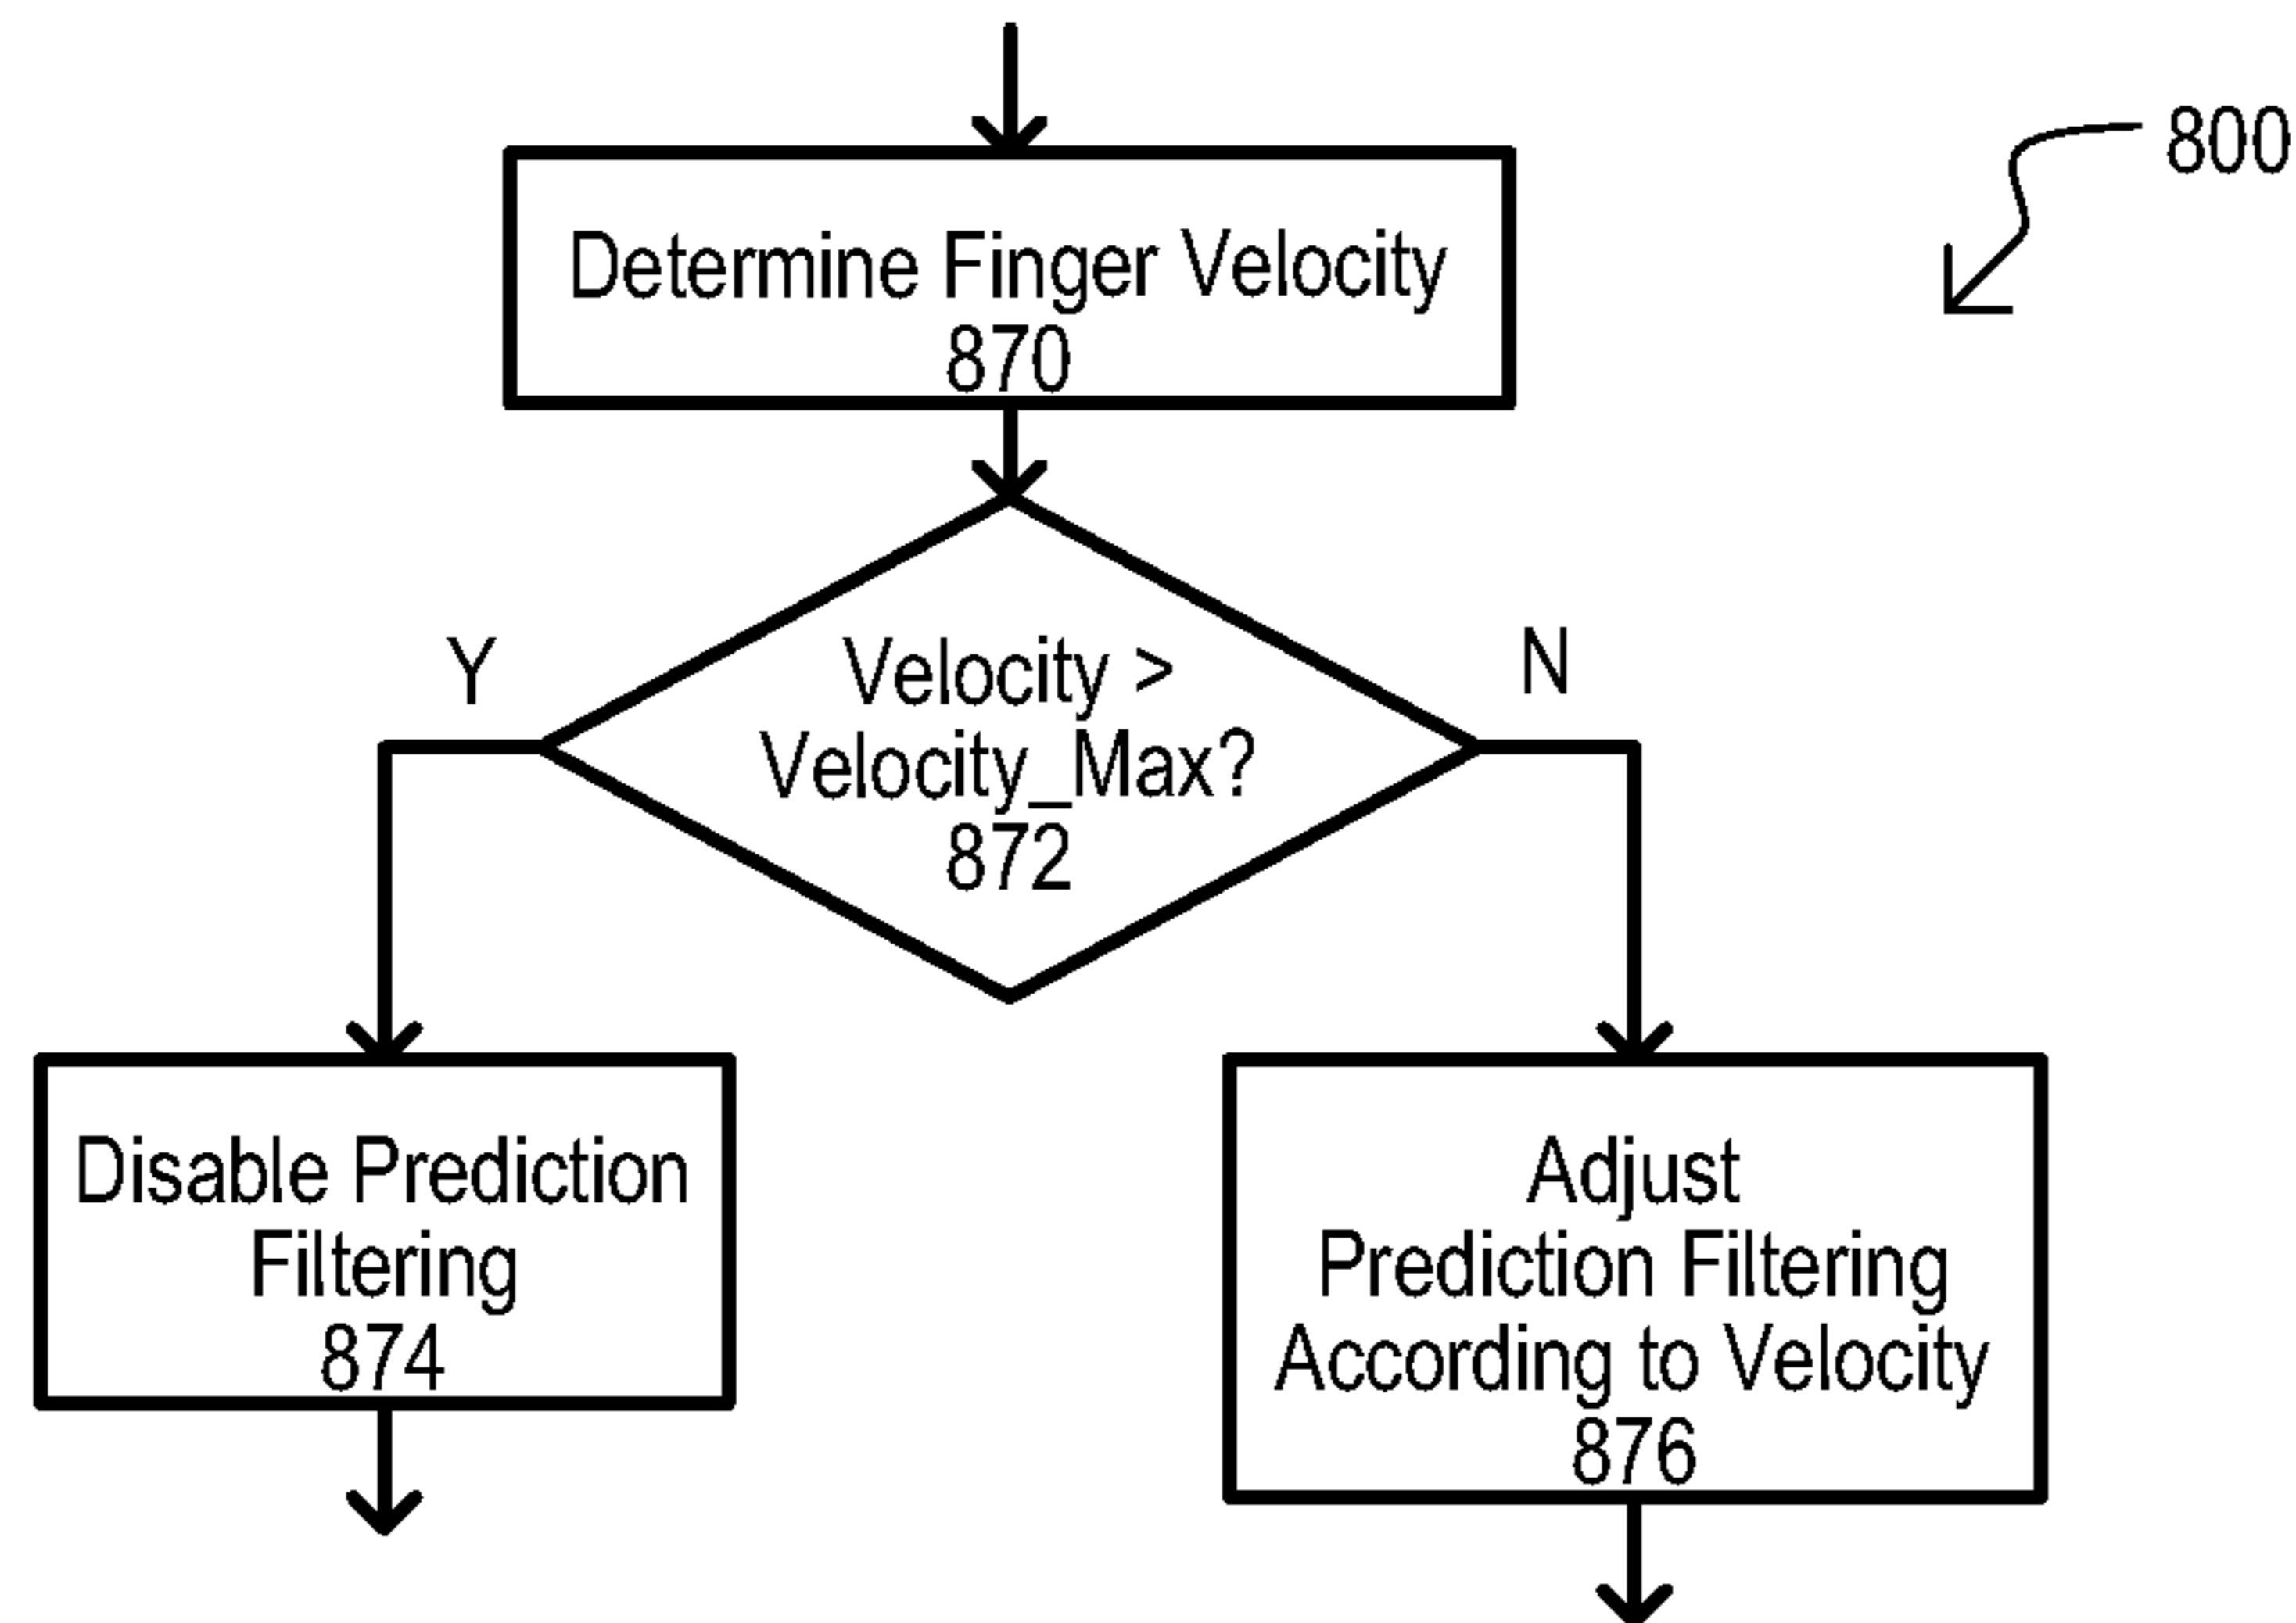 800
Determine Finger Velocity
870
Y
Velocity >
Velocity_Max?
872
N
Disable Prediction
Filtering
874
Adjust
Prediction Filtering
According to Velocity
876